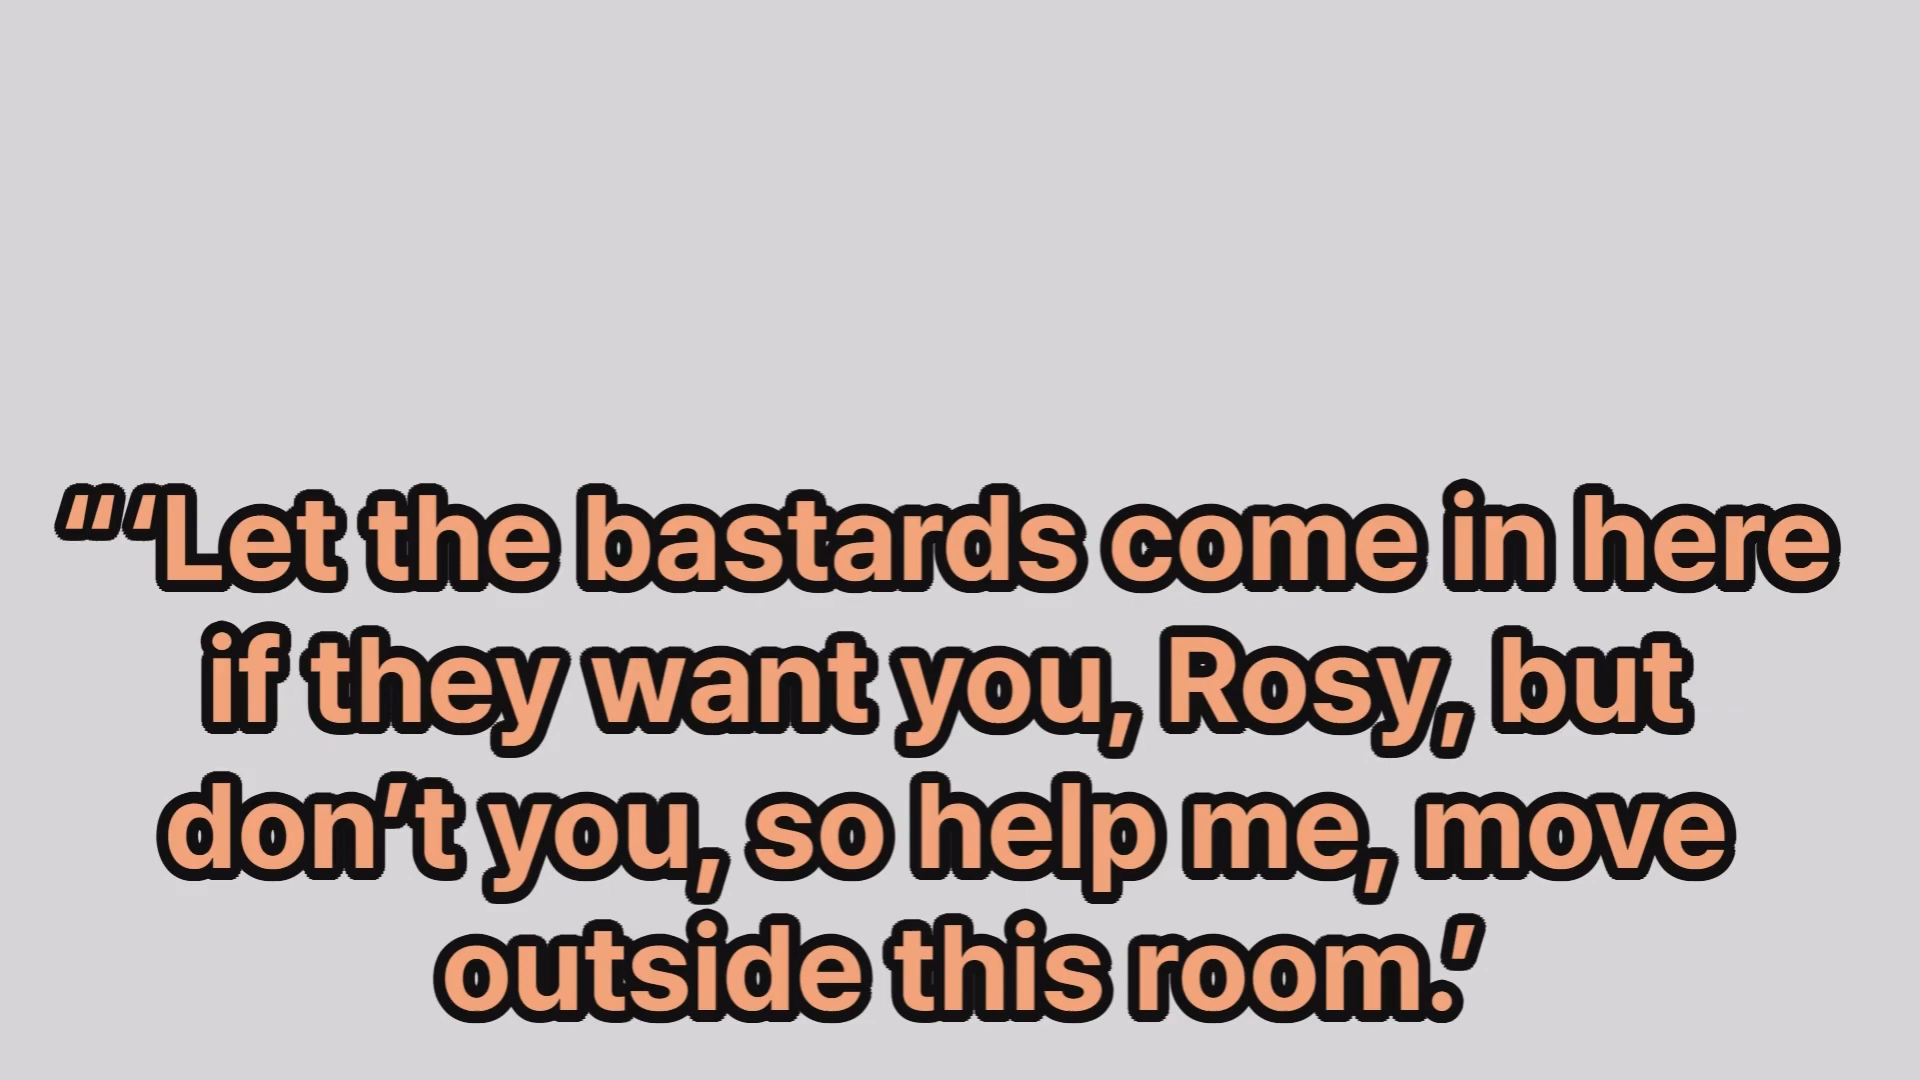 “‘Let the bastards come in here
if they want you, Rosy, but
don’t you, so help me, move
outside this room.’